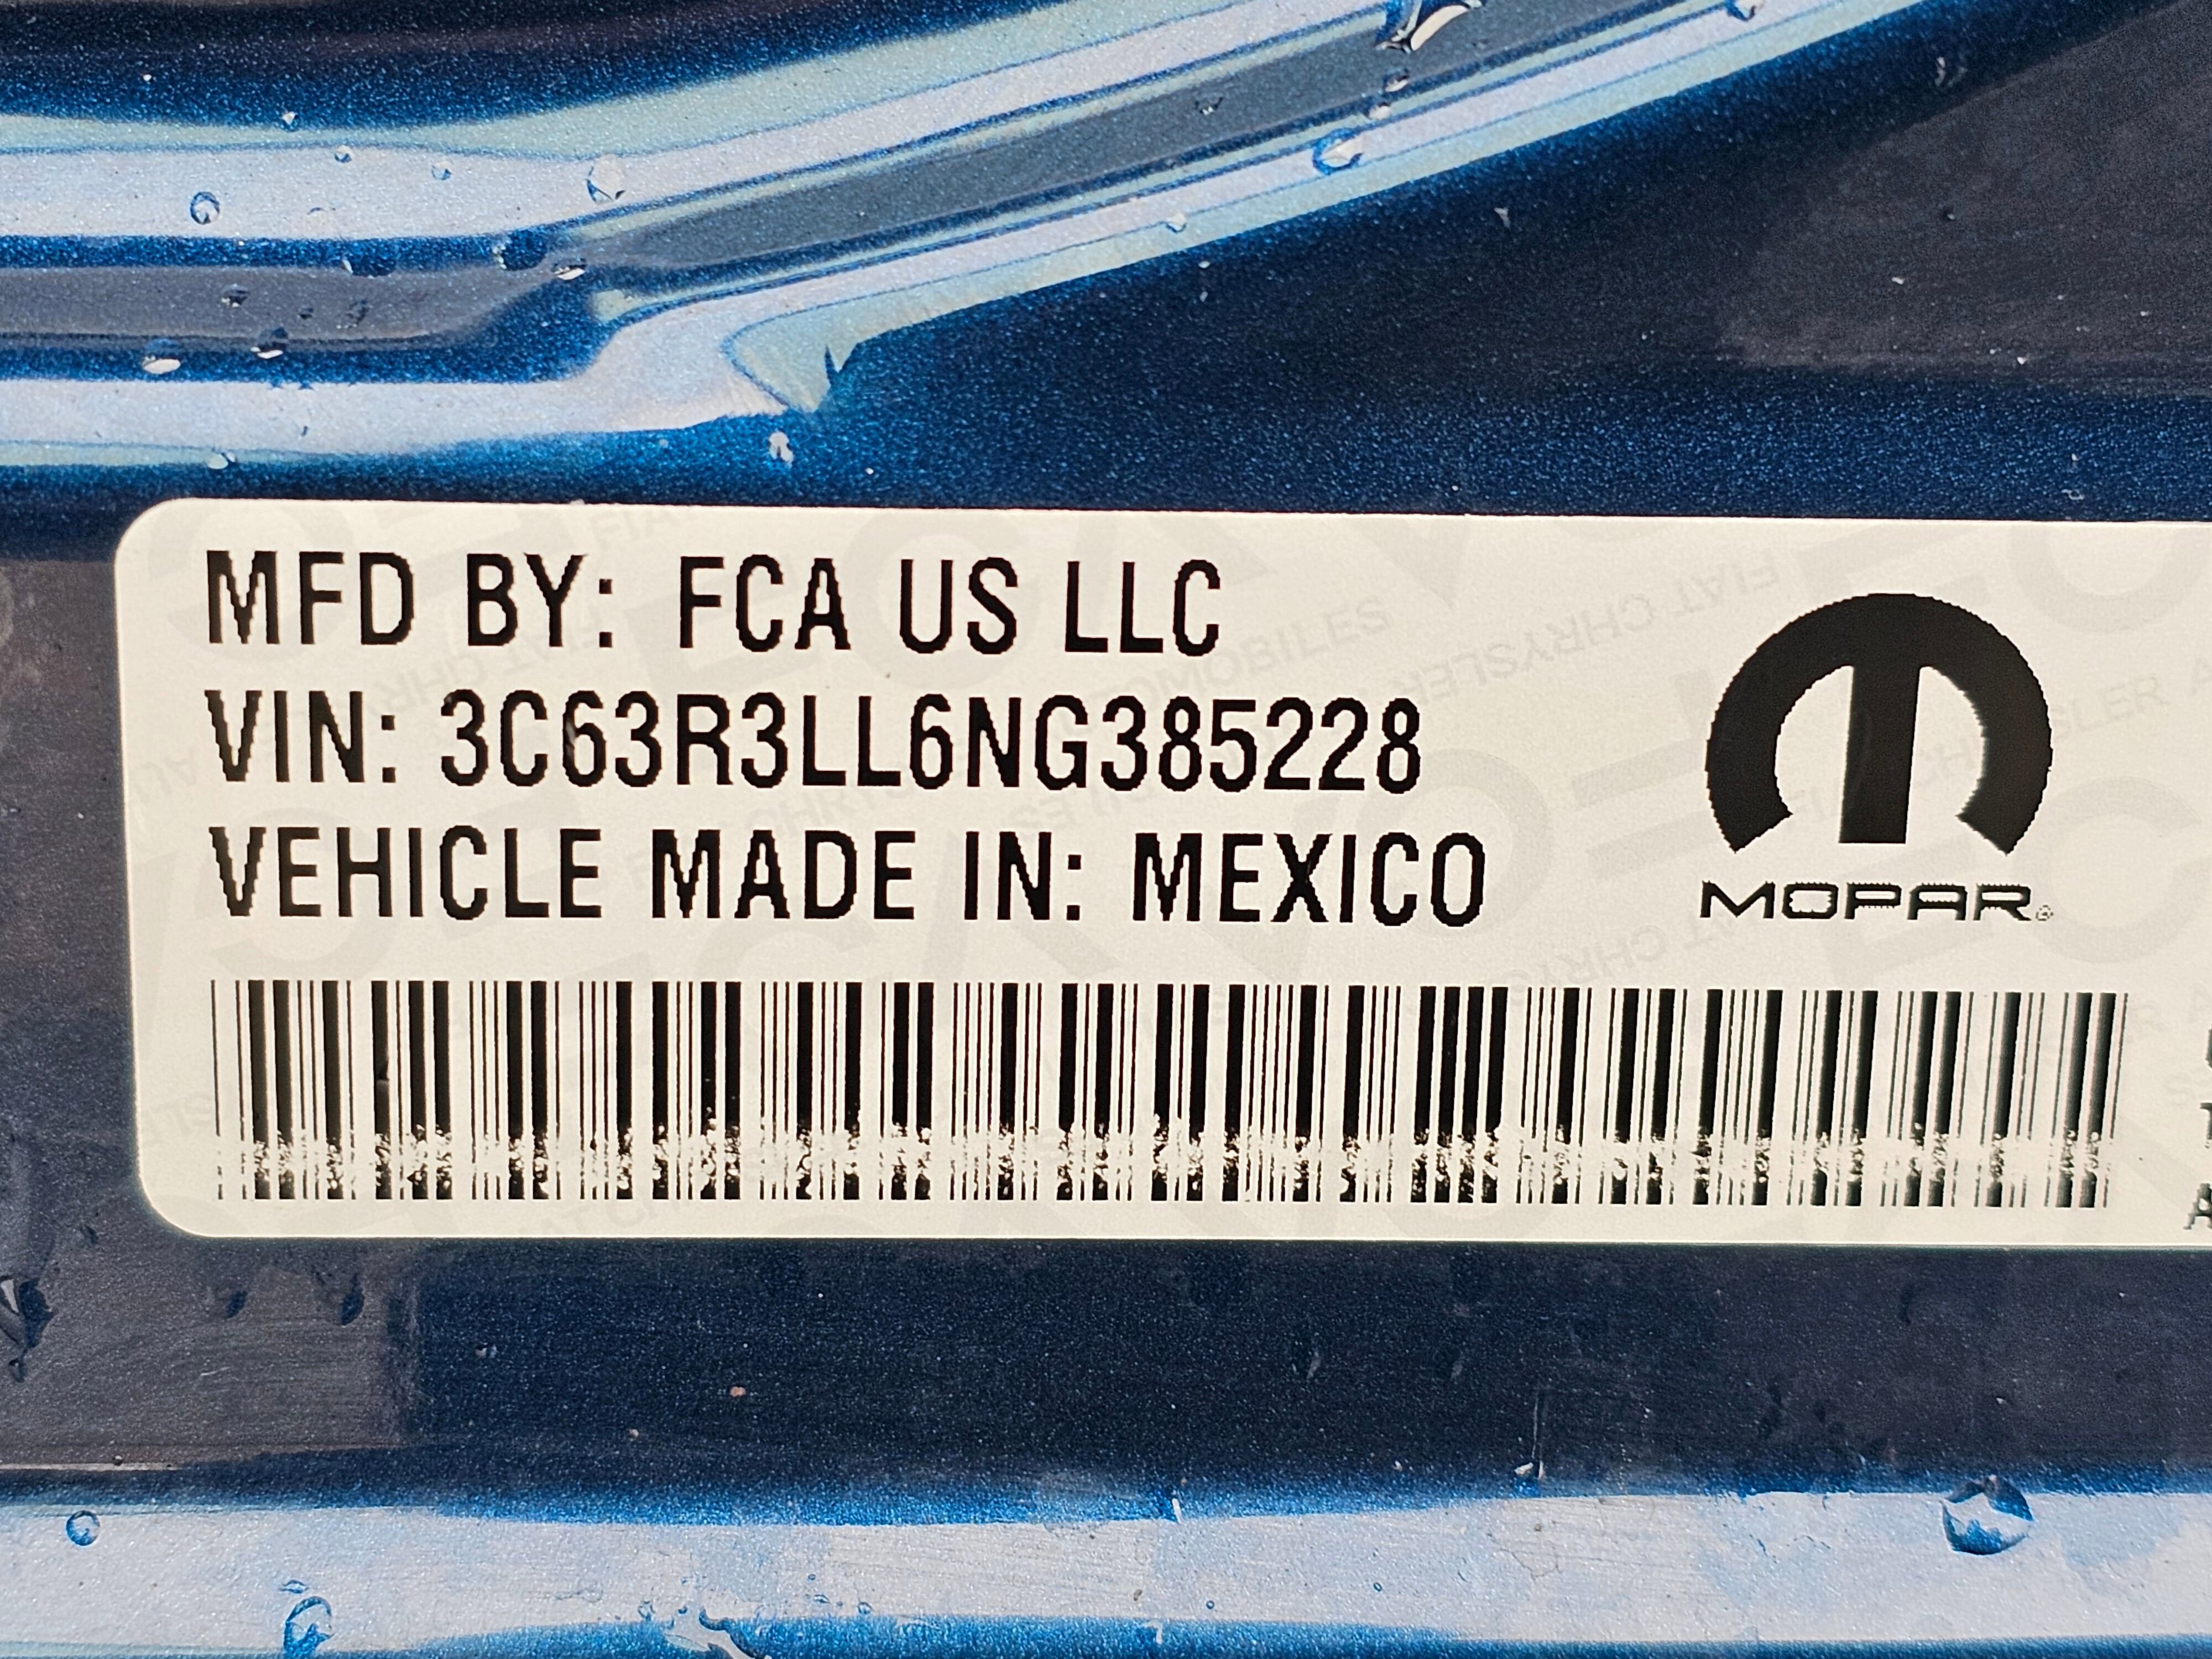 MFD BY: FCA US LLC
VIN: 3C63R3LL6NG385228
VEHICLE MADE IN: MEXICO
MOPAR®